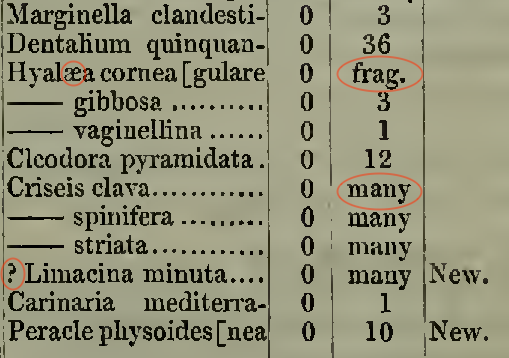 Marginella clandesti- 0 3
Dentalium quinquan- 0 36
Hyalæa cornea [gulare 0 frag.
—— gibbosa .......... 0 3
—— vaginellina ...... 0 1
Cleodora pyramidata . 0 12
Criseis clava........... 0 many
—— spinifera ......... 0 many
—— striata ............ 0 many
? Limacina minuta.... 0 many New.
Carinaria mediterra- 0 1
Peracle physoides [nea 0 10 New.